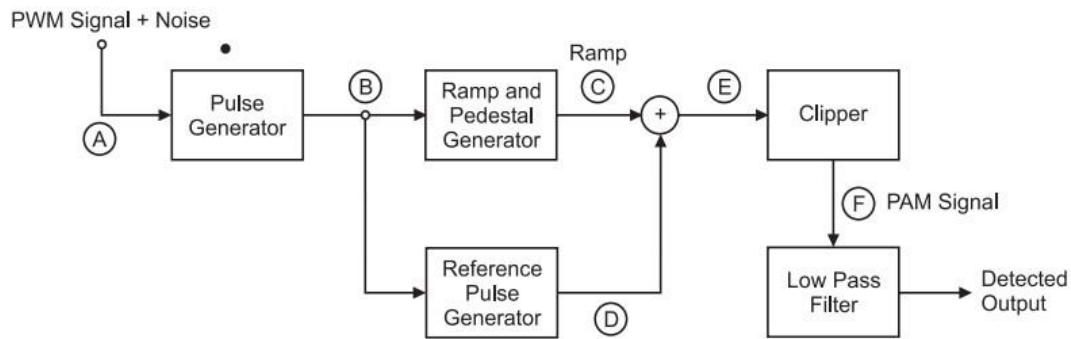 PWM Signal + Noise
A
Pulse
Generator
B
Ramp and
Pedestal
Generator
Ramp
C
+
E
Clipper
F
PAM Signal
Reference
Pulse
Generator
D
Low Pass
Filter
Detected
Output